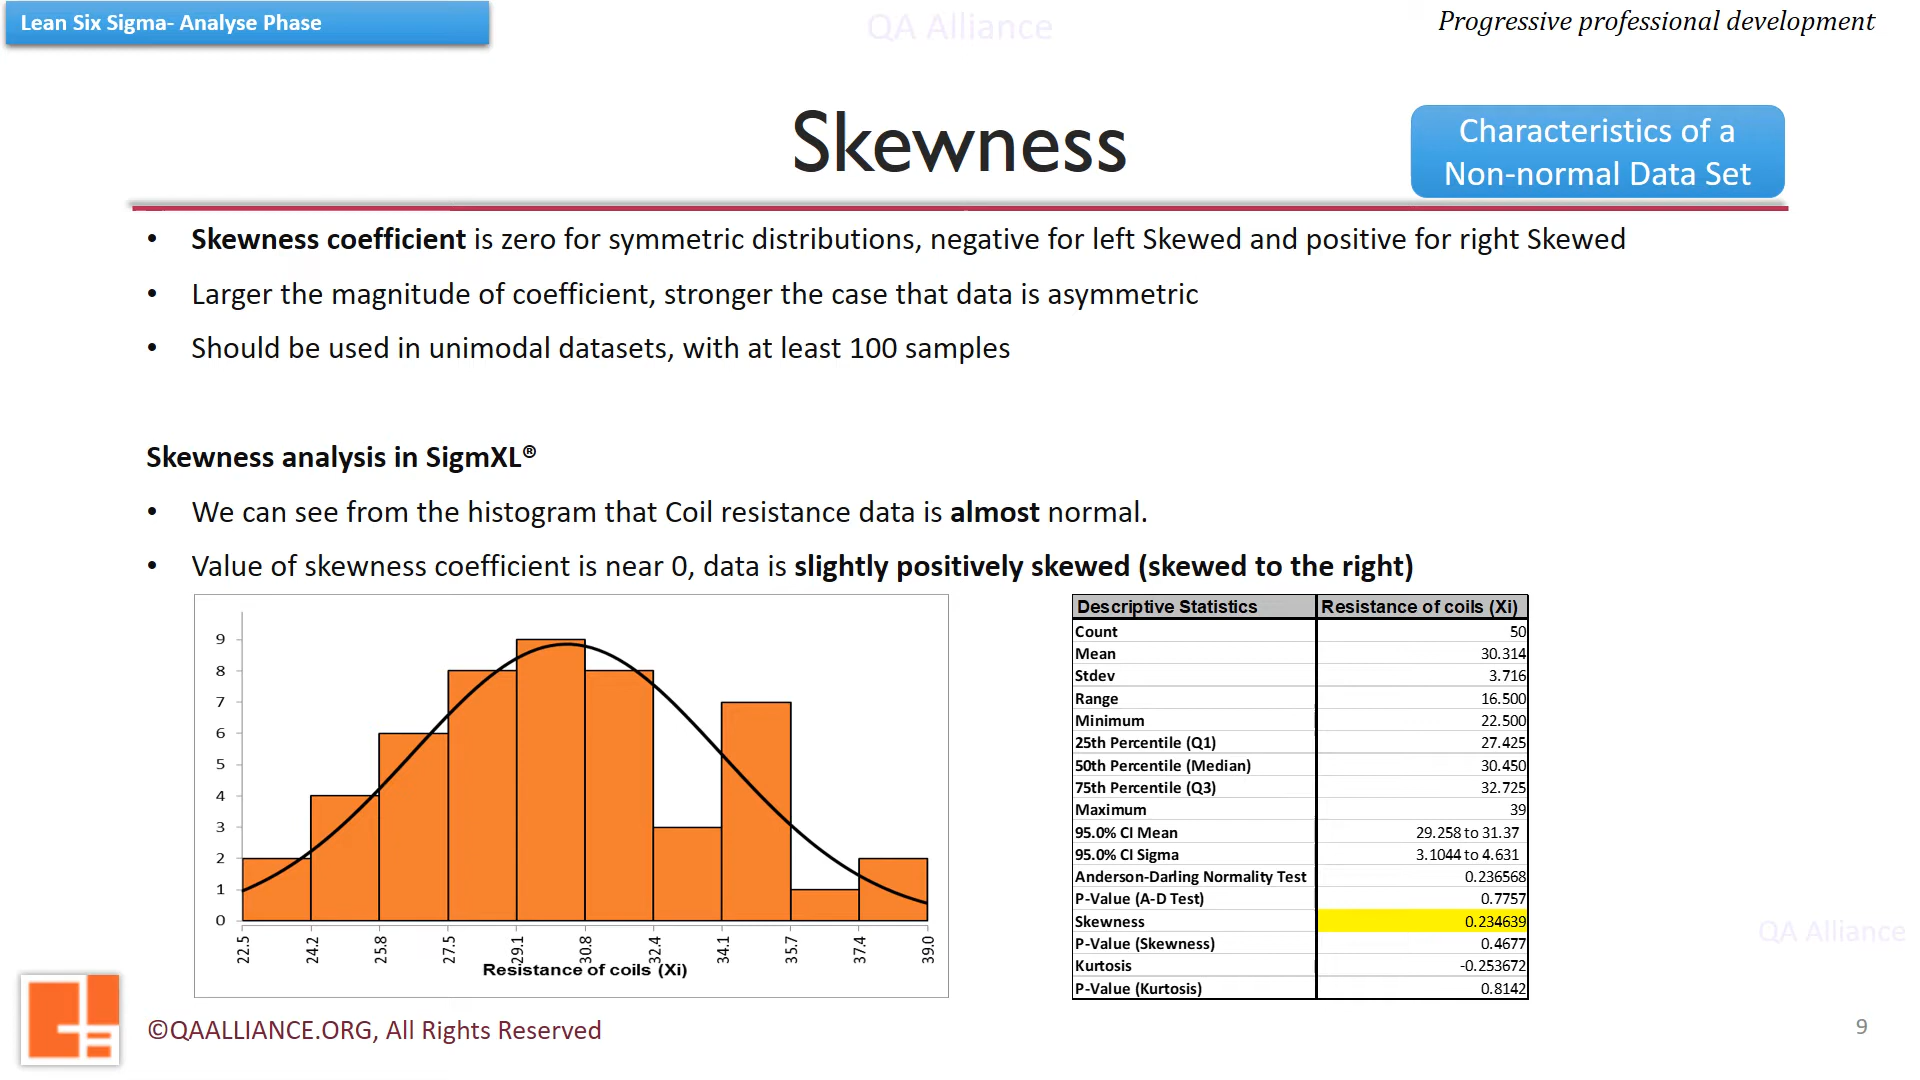 Lean Six Sigma- Analyse Phase
QA Alliance
Progressive professional development
Skewness
Characteristics of a
Non-normal Data Set
• Skewness coefficient is zero for symmetric distributions, negative for left Skewed and positive for right Skewed
• Larger the magnitude of coefficient, stronger the case that data is asymmetric
• Should be used in unimodal datasets, with at least 100 samples
Skewness analysis in SigmXL®
• We can see from the histogram that Coil resistance data is almost normal.
• Value of skewness coefficient is near 0, data is slightly positively skewed (skewed to the right)
9
8
7
6
5
4
3
2
1
0
22.5 24.2 25.8 27.5 29.1 30.8 32.4 34.1 35.7 37.4 39.0
Resistance of coils (Xi)
Descriptive Statistics Resistance of coils (Xi)
Count 50
Mean 30.314
Stdev 3.716
Range 16.500
Minimum 22.500
25th Percentile (Q1) 27.425
50th Percentile (Median) 30.450
75th Percentile (Q3) 32.725
Maximum 39
95.0% CI Mean 29.258 to 31.37
95.0% CI Sigma 3.1044 to 4.631
Anderson-Darling Normality Test 0.236568
P-Value (A-D Test) 0.7757
Skewness 0.234639
P-Value (Skewness) 0.4677
Kurtosis -0.253672
P-Value (Kurtosis) 0.8142
QA Alliance
©QAALLIANCE.ORG, All Rights Reserved
9